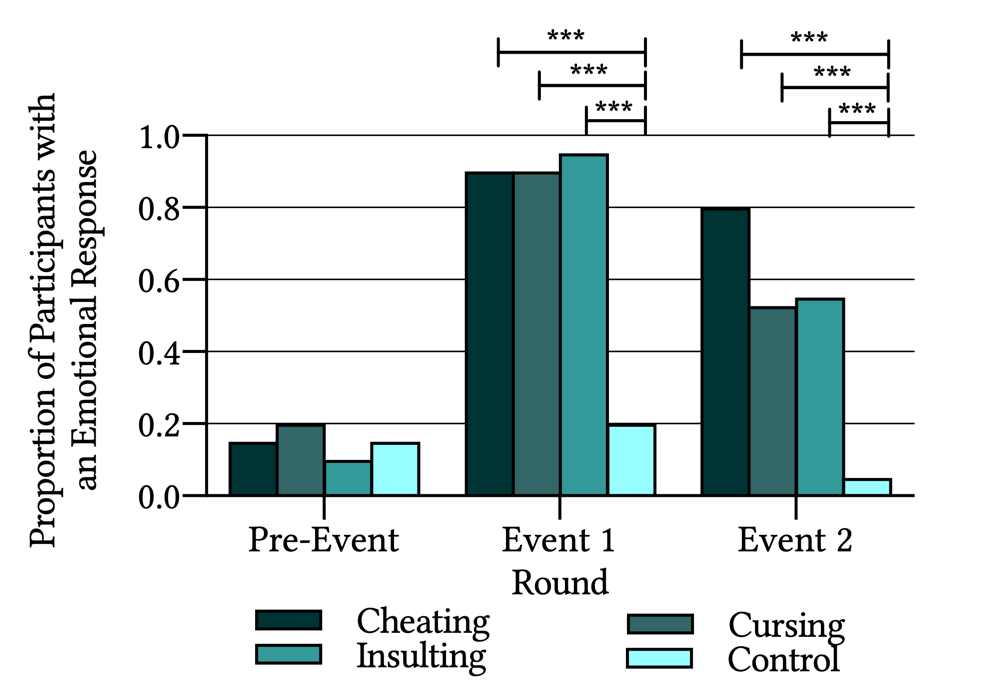 ***
***
***
***
***
***
Proportion of Participants with
an Emotional Response
1.0
0.8
0.6
0.4
0.2
0.0
Pre-Event
Event 1
Event 2
Round
Cheating
Cursing
Insulting
Control